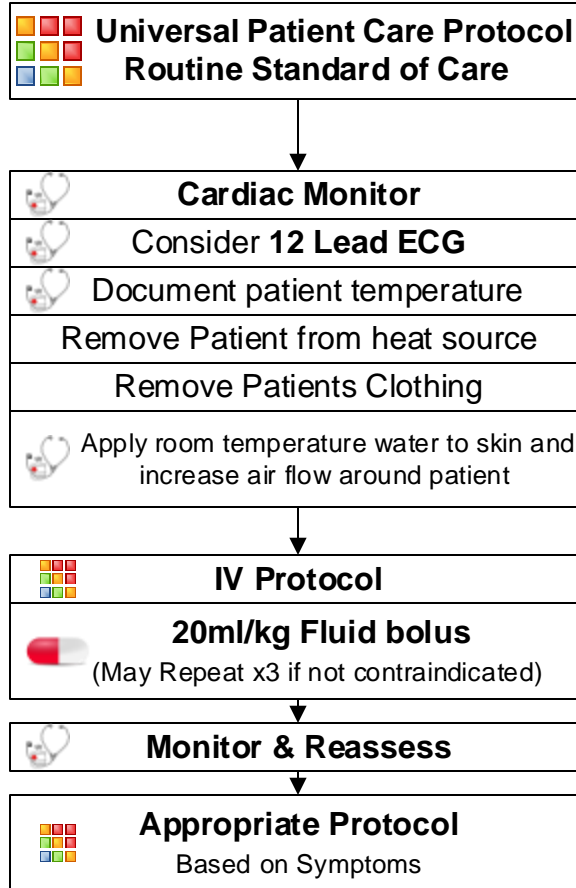 Universal Patient Care Protocol
Routine Standard of Care
Cardiac Monitor
Consider 12 Lead ECG
Document patient temperature
Remove Patient from heat source
Remove Patients Clothing
Apply room temperature water to skin and
increase air flow around patient
IV Protocol
20ml/kg Fluid bolus
(May Repeat x3 if not contraindicated)
Monitor & Reassess
Appropriate Protocol
Based on Symptoms